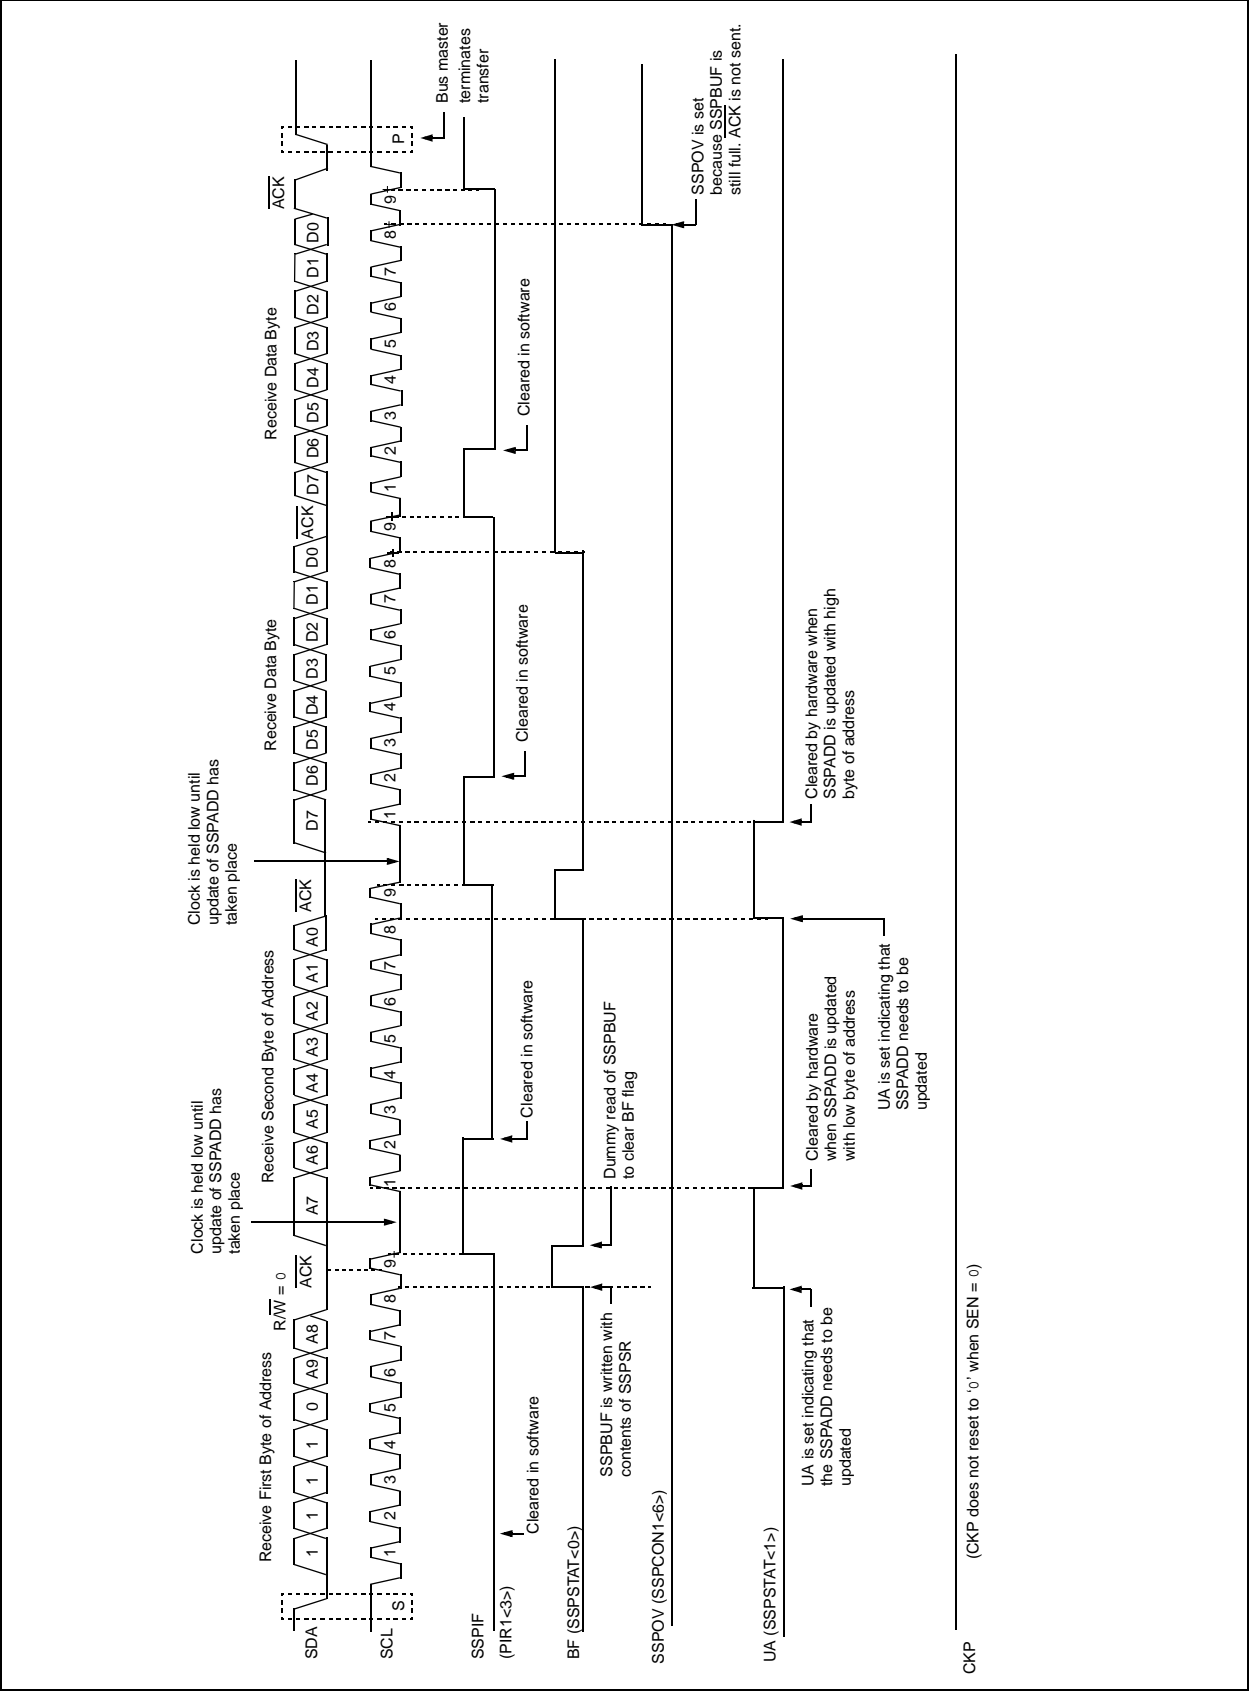 Bus master
terminates
transfer
ACK
Receive Data Byte
Receive Data Byte
Clock is held low until
update of SSPADD has
taken place
ACK
Receive Second Byte of Address
Clock is held low until
update of SSPADD has
taken place
R/W = 0
ACK
Receive First Byte of Address
SDA
1 1 1 1 0 A9 A8
A7 A6 A5 A4 A3 A2 A1 A0
D7 D6 D5 D4 D3 D2 D1 D0
ACK
D7 D6 D5 D4 D3 D2 D1 D0
SCL
S
1 2 3 4 5 6 7 8 9
1 2 3 4 5 6 7 8 9
1 2 3 4 5 6 7 8 9
1 2 3 4 5 6 7 8 9
P
SSPIF
(PIR1<3>)
Cleared in software
Cleared in software
Cleared in software
Cleared in software
BF (SSPSTAT<0>)
SSPBUF is written with
contents of SSPSR
Dummy read of SSPBUF
to clear BF flag
SSPOV (SSPCON1<6>)
SSPOV is set
because SSPBUF is
still full. ACK is not sent.
UA (SSPSTAT<1>)
UA is set indicating that
the SSPADD needs to be
updated
Cleared by hardware
when SSPADD is updated
with low byte of address
UA is set indicating that
SSPADD needs to be
updated
Cleared by hardware when
SSPADD is updated with high
byte of address
CKP
(CKP does not reset to ‘0’ when SEN = 0)